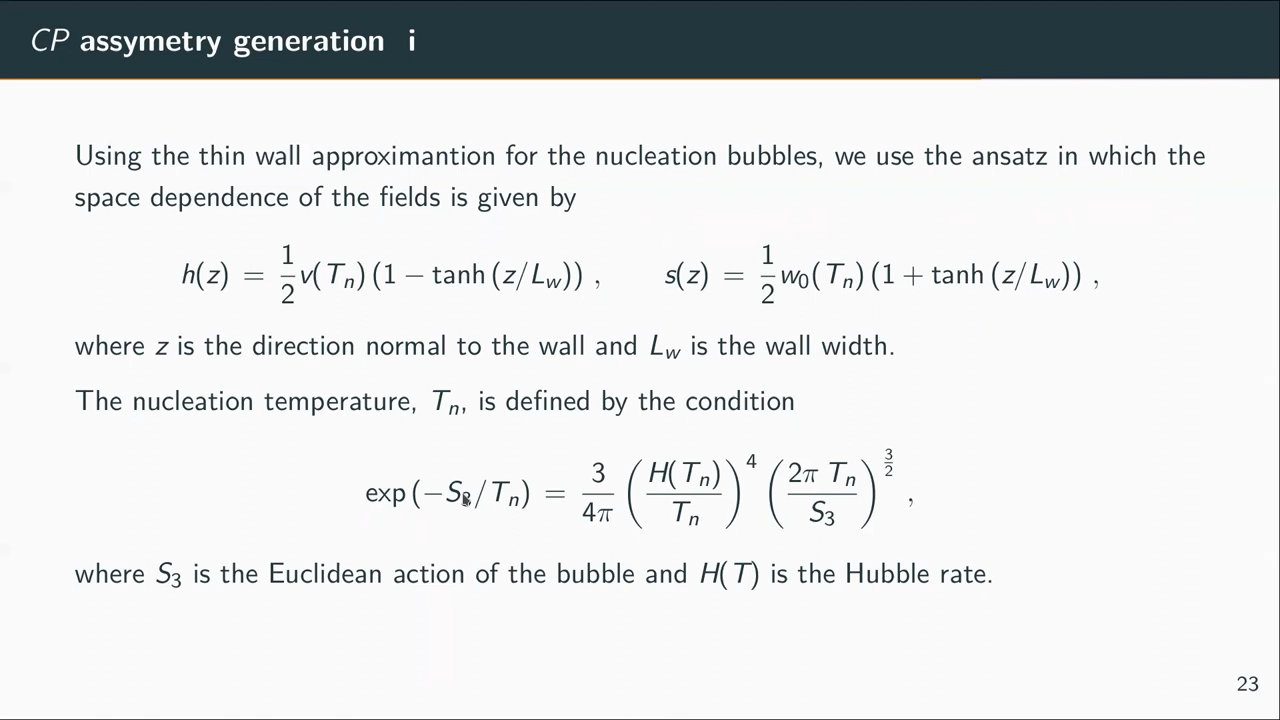 CP assymetry generation i
Using the thin wall approximantion for the nucleation bubbles, we use the ansatz in which the
space dependence of the fields is given by
h(z) = 1/2 v(Tₙ)(1 − tanh(z/L_w)) , s(z) = 1/2 w₀(Tₙ)(1 + tanh(z/L_w)) ,
where z is the direction normal to the wall and L_w is the wall width.
The nucleation temperature, Tₙ, is defined by the condition
exp(−S₃/Tₙ) = 3/4π (H(Tₙ)/Tₙ)⁴ (2π Tₙ/S₃)^(3/2) ,
where S₃ is the Euclidean action of the bubble and H(T) is the Hubble rate.
23